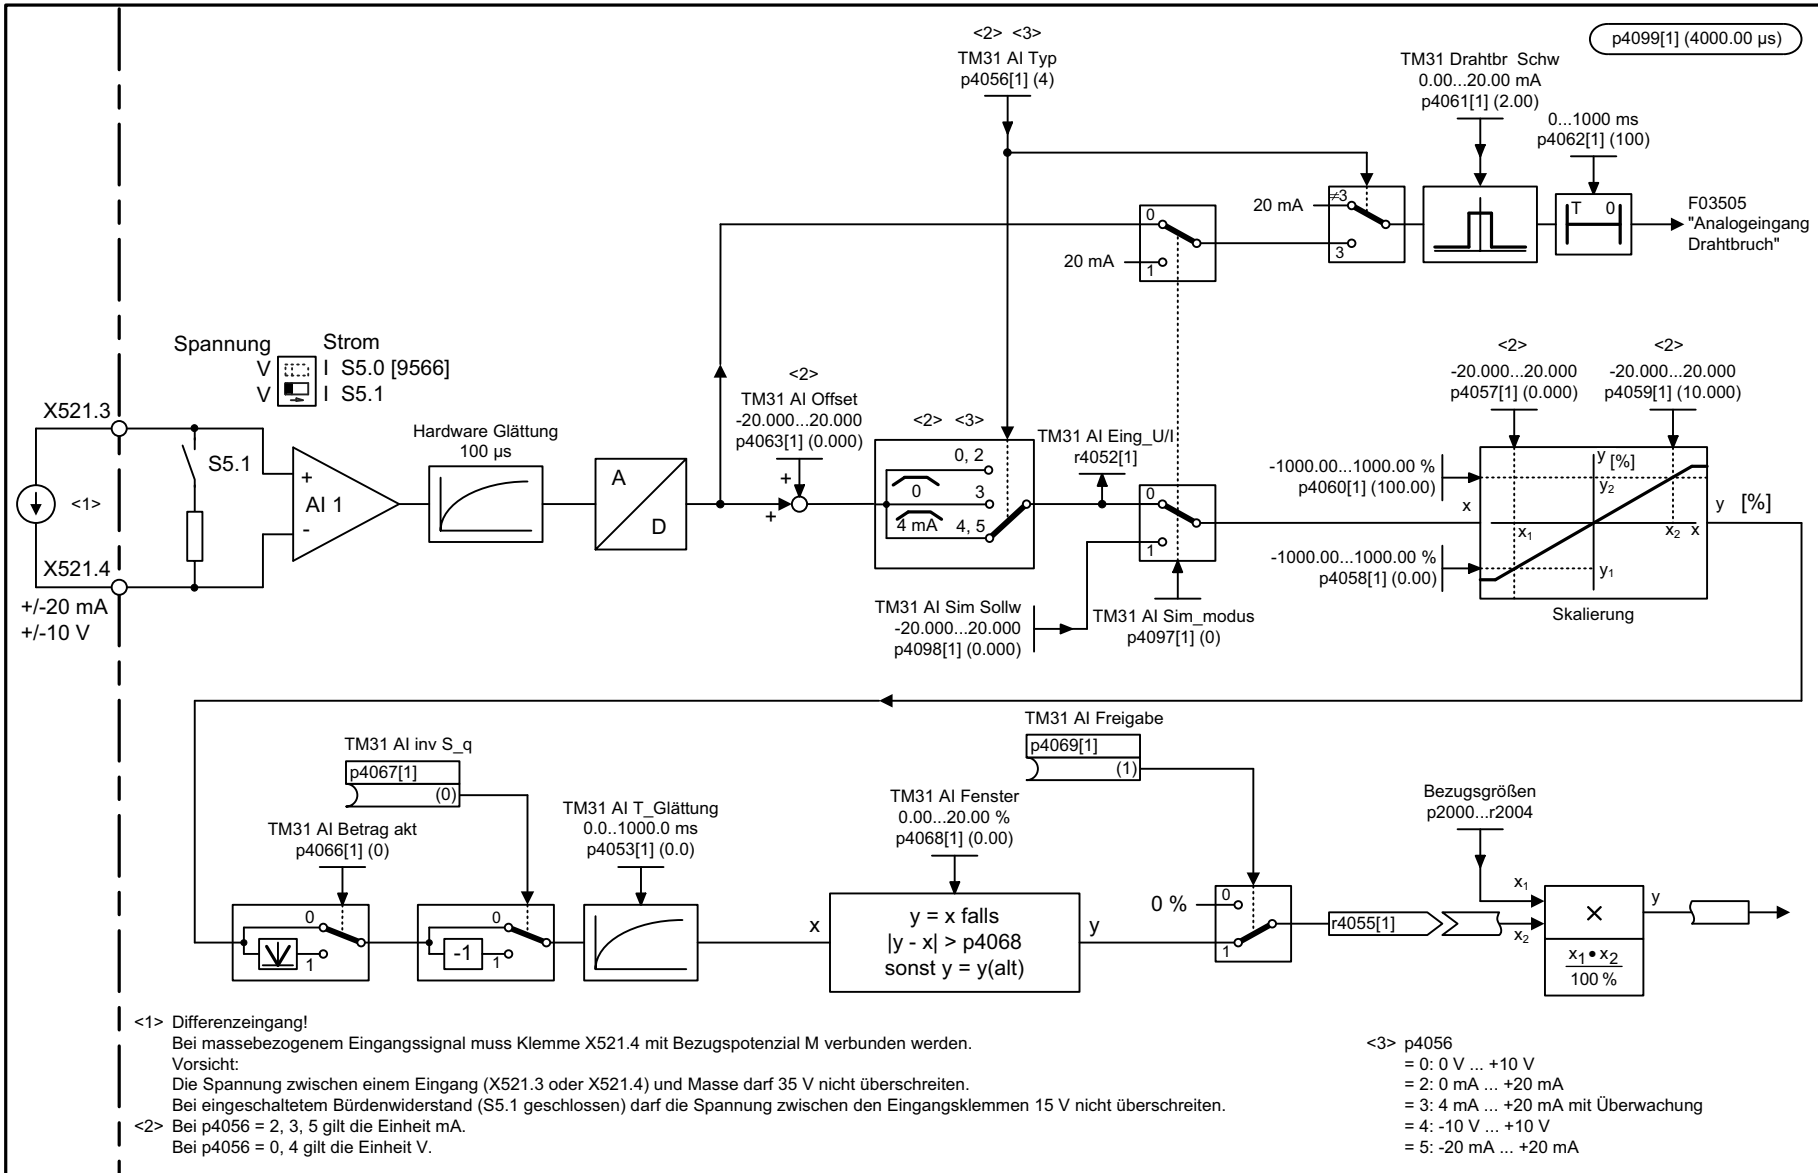 p4099[1] (4000.00 µs)
<2> <3>
TM31 AI Typ
p4056[1] (4)
TM31 Drahtbr Schw
0.00...20.00 mA
p4061[1] (2.00)
0...1000 ms
p4062[1] (100)
20 mA
≠3
3
T 0
F03505
"Analogeingang
Drahtbruch"
0
20 mA
1
Spannung Strom
V I S5.0 [9566]
V I S5.1
X521.3
S5.1
<1>
X521.4
+/-20 mA
+/-10 V
+
AI 1
-
Hardware Glättung
100 µs
A
D
<2>
TM31 AI Offset
-20.000...20.000
p4063[1] (0.000)
+
+
<2> <3>
0, 2
0 3
4 mA 4, 5
TM31 AI Eing_U/I
r4052[1]
0
1
TM31 AI Sim Sollw
-20.000...20.000
p4098[1] (0.000)
TM31 AI Sim_modus
p4097[1] (0)
<2>
-20.000...20.000
p4057[1] (0.000)
<2>
-20.000...20.000
p4059[1] (10.000)
-1000.00...1000.00 %
p4060[1] (100.00)
x
-1000.00...1000.00 %
p4058[1] (0.00)
y [%]
y2
x1
x2 x
y1
y [%]
Skalierung
TM31 AI Betrag akt
p4066[1] (0)
0
1
TM31 AI inv S_q
p4067[1]
(0)
0
-1
1
TM31 AI T_Glättung
0.0..1000.0 ms
p4053[1] (0.0)
TM31 AI Fenster
0.00...20.00 %
p4068[1] (0.00)
x
y = x falls
|y - x| > p4068
sonst y = y(alt)
y
TM31 AI Freigabe
p4069[1]
(1)
0 %
0
1
r4055[1]
Bezugsgrößen
p2000...r2004
x1
x2
×
x1 • x2
100 %
y
<1> Differenzeingang!
Bei massebezogenem Eingangssignal muss Klemme X521.4 mit Bezugspotenzial M verbunden werden.
Vorsicht:
Die Spannung zwischen einem Eingang (X521.3 oder X521.4) und Masse darf 35 V nicht überschreiten.
Bei eingeschaltetem Bürdenwiderstand (S5.1 geschlossen) darf die Spannung zwischen den Eingangsklemmen 15 V nicht überschreiten.
<2> Bei p4056 = 2, 3, 5 gilt die Einheit mA.
Bei p4056 = 0, 4 gilt die Einheit V.
<3> p4056
= 0: 0 V ... +10 V
= 2: 0 mA ... +20 mA
= 3: 4 mA ... +20 mA mit Überwachung
= 4: -10 V ... +10 V
= 5: -20 mA ... +20 mA